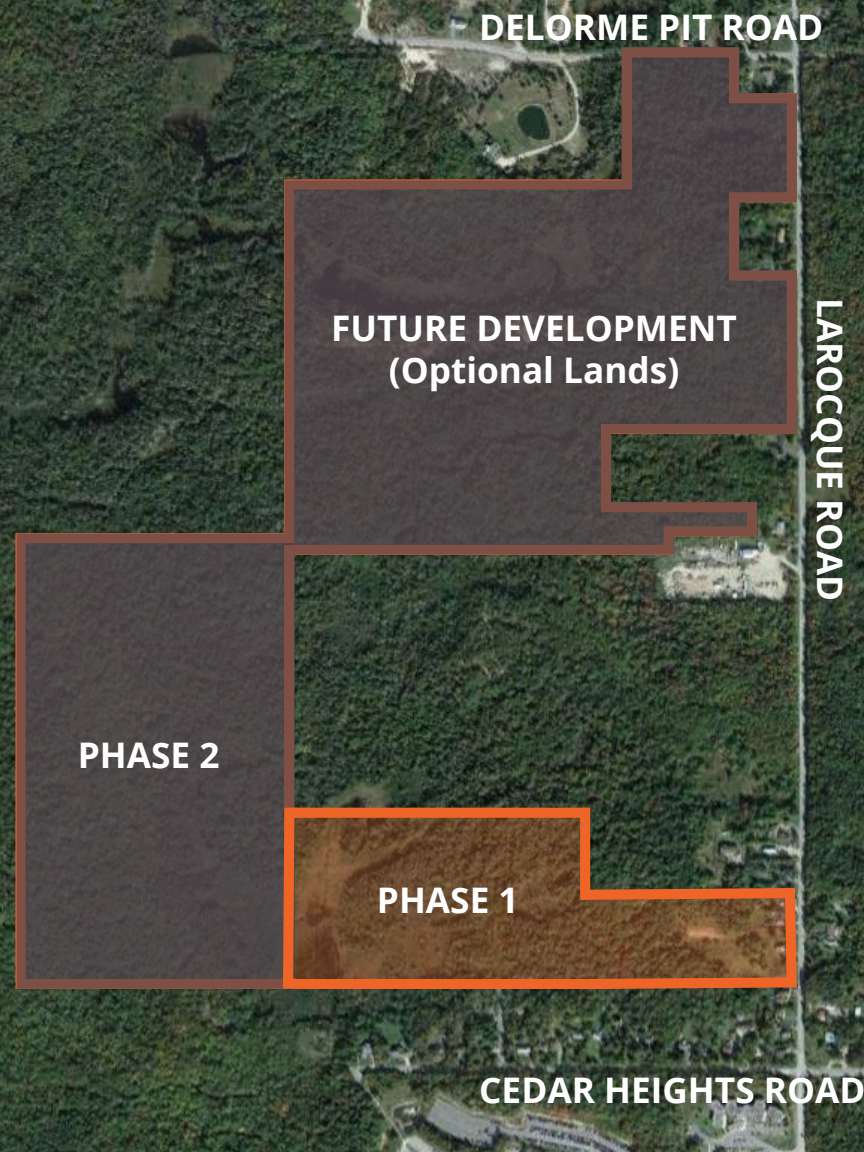 DELORME PIT ROAD
FUTURE DEVELOPMENT
(Optional Lands)
LAROCQUE ROAD
PHASE 2
PHASE 1
CEDAR HEIGHTS ROAD